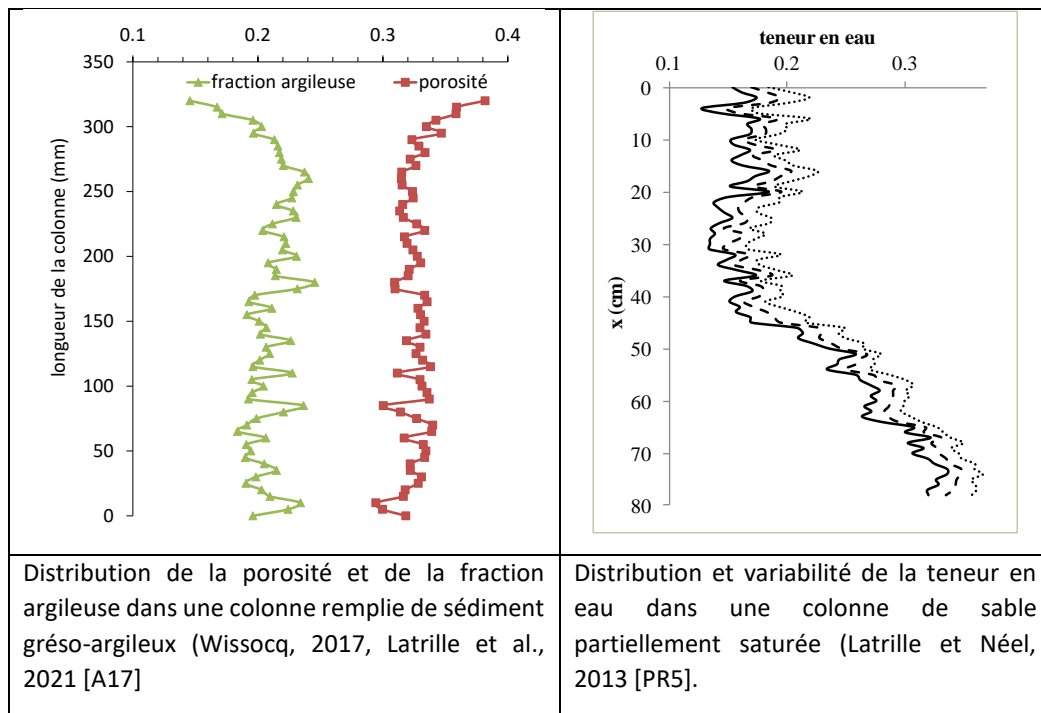 0.1 0.2 0.3 0.4
350
300
250
200
150
100
50
0
longueur de la colonne (mm)
fraction argileuse porosité
teneur en eau
0.1 0.2 0.3
0
10
20
30
40
50
60
70
80
x (cm)
Distribution de la porosité et de la fraction
argileuse dans une colonne remplie de sédiment
gréso-argileux (Wissocq, 2017, Latrille et al.,
2021 [A17]
Distribution et variabilité de la teneur en
eau dans une colonne de sable
partiellement saturée (Latrille et Néel,
2013 [PR5].